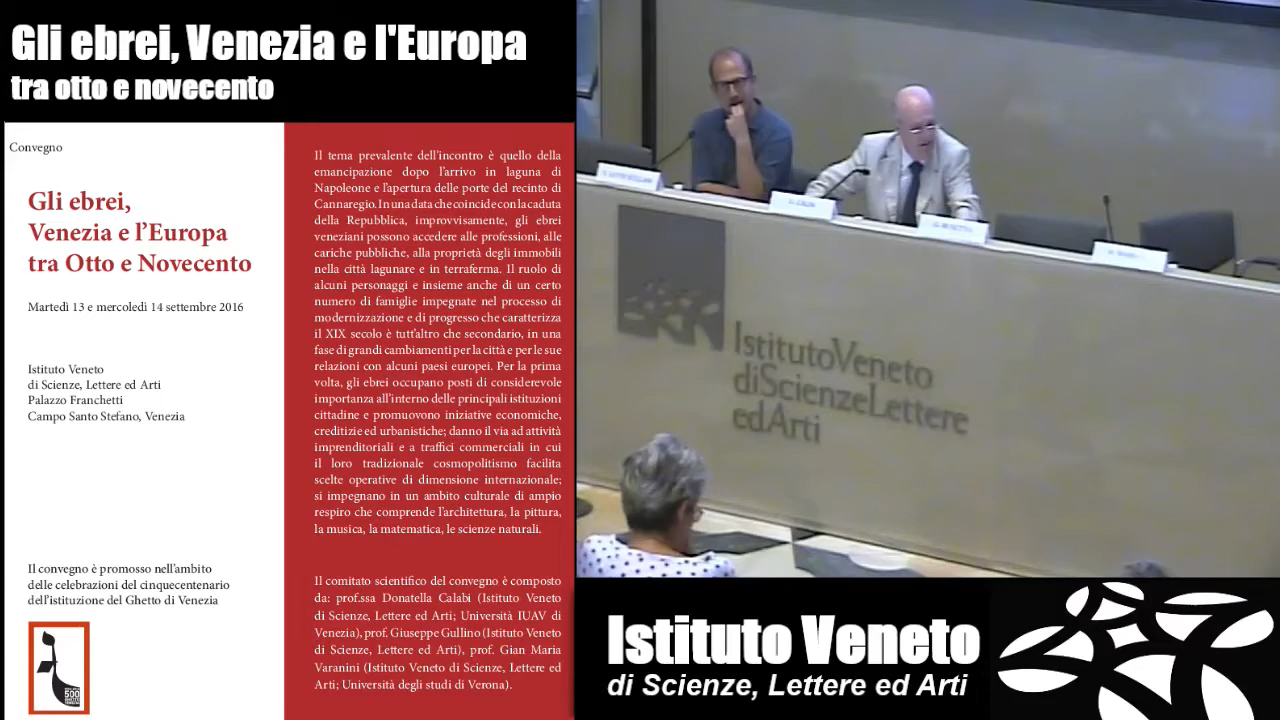 Gli ebrei, Venezia e l'Europa
tra otto e novecento
Convegno
Gli ebrei,
Venezia e l’Europa
tra Otto e Novecento
Martedì 13 e mercoledì 14 settembre 2016
Istituto Veneto
di Scienze, Lettere ed Arti
Palazzo Franchetti
Campo Santo Stefano, Venezia
Il convegno è promosso nell’ambito
delle celebrazioni del cinquecentenario
dell’istituzione del Ghetto di Venezia
500
Il tema prevalente dell’incontro è quello della
emancipazione dopo l’arrivo in laguna di
Napoleone e l’apertura delle porte del recinto di
Cannaregio. In una data che coincide con la caduta
della Repubblica, improvvisamente, gli ebrei
veneziani possono accedere alle professioni, alle
cariche pubbliche, alla proprietà degli immobili
nella città lagunare e in terraferma. Il ruolo di
alcuni personaggi e insieme anche di un certo
numero di famiglie impegnate nel processo di
modernizzazione e di progresso che caratterizza
il XIX secolo è tutt’altro che secondario, in una
fase di grandi cambiamenti per la città e per le sue
relazioni con alcuni paesi europei. Per la prima
volta, gli ebrei occupano posti di considerevole
importanza all’interno delle principali istituzioni
cittadine e promuovono iniziative economiche,
creditizie ed urbanistiche; danno il via ad attività
imprenditoriali e a traffici commerciali in cui
il loro tradizionale cosmopolitismo facilita
scelte operative di dimensione internazionale;
si impegnano in un ambito culturale di ampio
respiro che comprende l’architettura, la pittura,
la musica, la matematica, le scienze naturali.
Il comitato scientifico del convegno è composto
da: prof.ssa Donatella Calabi (Istituto Veneto
di Scienze, Lettere ed Arti; Università IUAV di
Venezia), prof. Giuseppe Gullino (Istituto Veneto
di Scienze, Lettere ed Arti), prof. Gian Maria
Varanini (Istituto Veneto di Scienze, Lettere ed
Arti; Università degli studi di Verona).
IstitutoVeneto
diScienzeLettere
edArti
Istituto Veneto
di Scienze, Lettere ed Arti